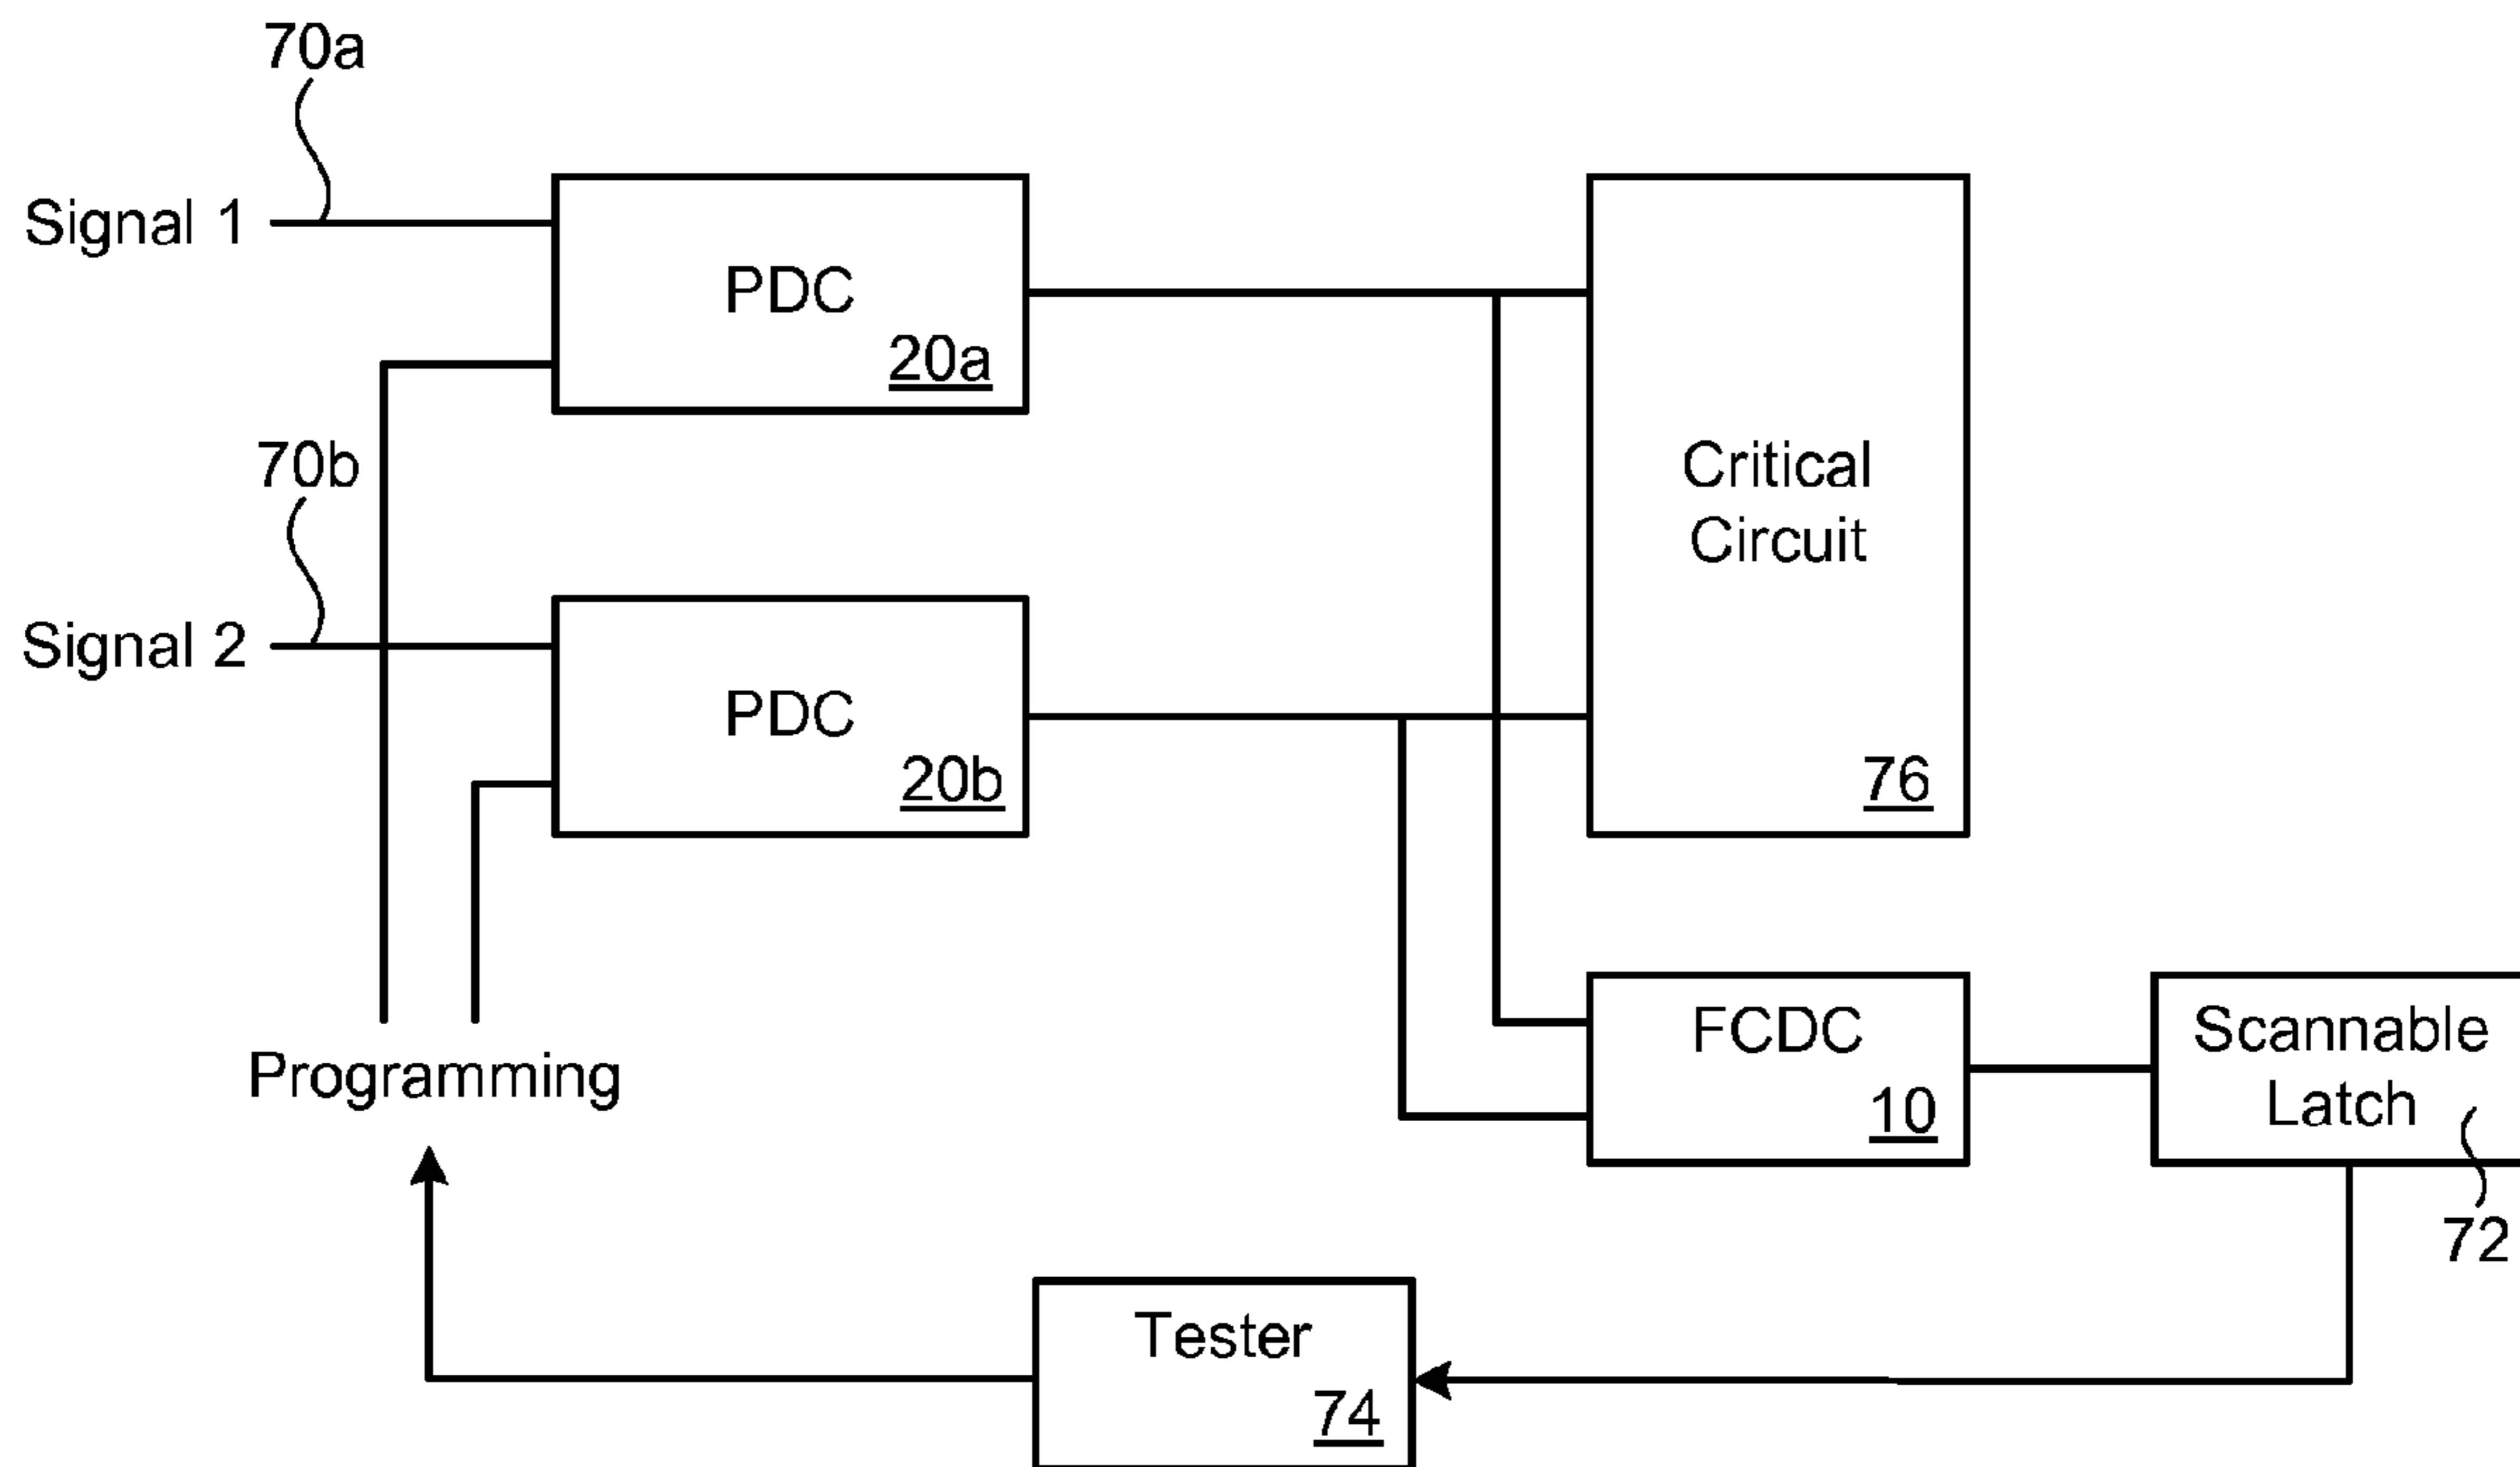 70a
Signal 1
PDC
20a
70b
Signal 2
PDC
20b
Critical
Circuit
76
Programming
FCDC
10
Scannable
Latch
72
Tester
74